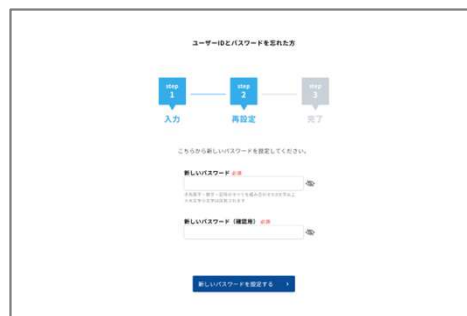 ユーザーIDとパスワードを忘れた方
step
1
入力
step
2
再設定
step
3
完了
こちらから新しいパスワードを設定してください。
新しいパスワード 必須
新しいパスワード（確認用） 必須
新しいパスワードを設定する